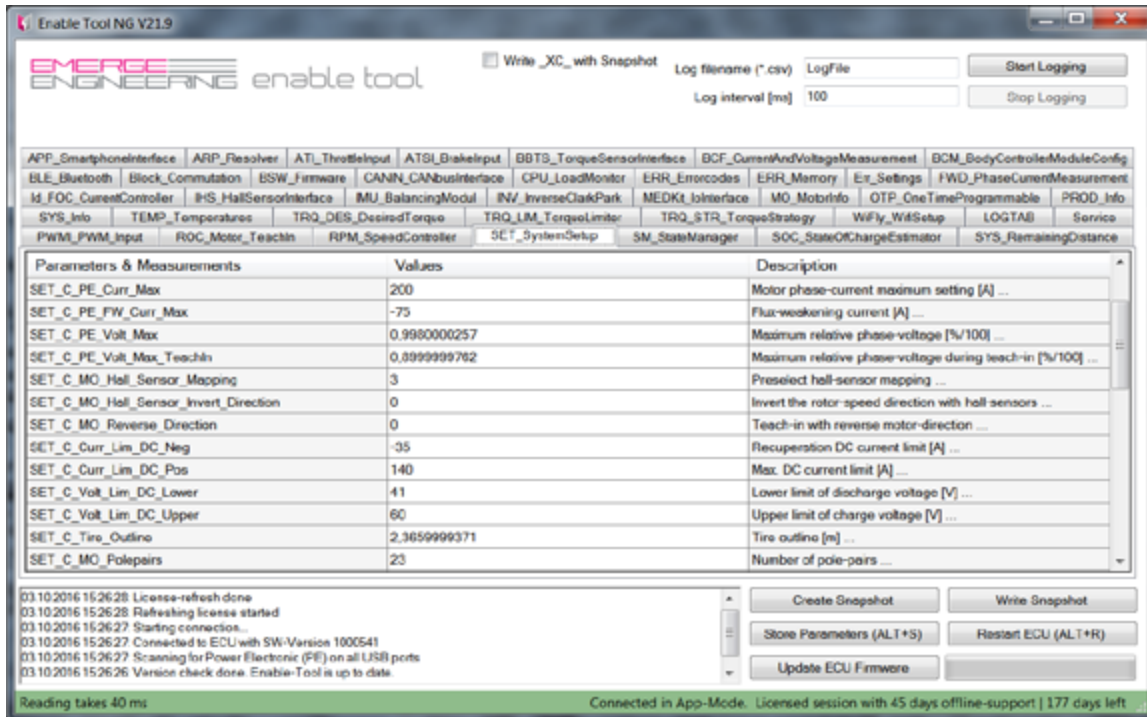 Enable Tool NG V21.9
EMERGE ENGINEERING enable tool
Write _XC_ with Snapshot
Log filename (*.csv) LogFile Start Logging
Log interval [ms] 100 Stop Logging
APP_SmartphoneInterface ARP_Resolver ATI_ThrottleInput ATSI_BrakeInput BBTS_TorqueSensorInterface BCF_CurrentAndVoltageMeasurement BCM_BodyControllerModuleConfig
BLE_Bluetooth Block_Commutation BSW_Firmware CANIN_CANbusInterface CPU_LoadMonitor ERR_Errorcodes ERR_Memory Err_Settings FWD_PhaseCurrentMeasurement
Id_FOC_CurrentController IHS_HallSensorInterface IMU_BalancingModul INV_InverseClarkPark MEDKit_IoInterface MO_MotorInfo OTP_OneTimeProgrammable PROD_Info
SYS_Info TEMP_Temperatures TRQ_DES_DesiredTorque TRQ_LIM_TorqueLimitor TRQ_STR_TorqueStrategy WiFly_WifiSetup LOGTAB Service
PWMI_PWM_Input ROC_Motor_TeachIn RPM_SpeedController SET_SystemSetup SM_StateManager SOC_StateOfChargeEstimator SYS_RemainingDistance
Parameters & Measurements Values Description
SET_C_PE_Curr_Max 200 Motor phase-current maximum setting [A] ...
SET_C_PE_FW_Curr_Max -75 Flux-weakening current [A] ...
SET_C_PE_Volt_Max 0,9980000257 Maximum relative phase-voltage [%/100] ...
SET_C_PE_Volt_Max_TeachIn 0,8999999762 Maximum relative phase-voltage during teach-in [%/100] ...
SET_C_MO_Hall_Sensor_Mapping 3 Preselect hall-sensor mapping ...
SET_C_MO_Hall_Sensor_Invert_Direction 0 Invert the rotor-speed direction with hall-sensors ...
SET_C_MO_Reverse_Direction 0 Teach-in with reverse motor-direction ...
SET_C_Curr_Lim_DC_Neg -35 Recuperation DC current limit [A] ...
SET_C_Curr_Lim_DC_Pos 140 Max. DC current limit [A] ...
SET_C_Volt_Lim_DC_Lower 41 Lower limit of discharge voltage [V] ...
SET_C_Volt_Lim_DC_Upper 60 Upper limit of charge voltage [V] ...
SET_C_Tire_Outline 2,3659999371 Tire outline [m] ...
SET_C_MO_Polepairs 23 Number of pole-pairs ...
03.10.2016 15:26:28: License-refresh done
03.10.2016 15:26:28: Refreshing license started
03.10.2016 15:26:27: Starting connection...
03.10.2016 15:26:27: Connected to ECU with SW-Version 1000541
03.10.2016 15:26:27: Scanning for Power Electronic (PE) on all USB ports
03.10.2016 15:26:26: Version check done. Enable-Tool is up to date.
Create Snapshot Write Snapshot
Store Parameters (ALT+S) Restart ECU (ALT+R)
Update ECU Firmware
Reading takes 40 ms Connected in App-Mode. Licensed session with 45 days offline-support | 177 days left